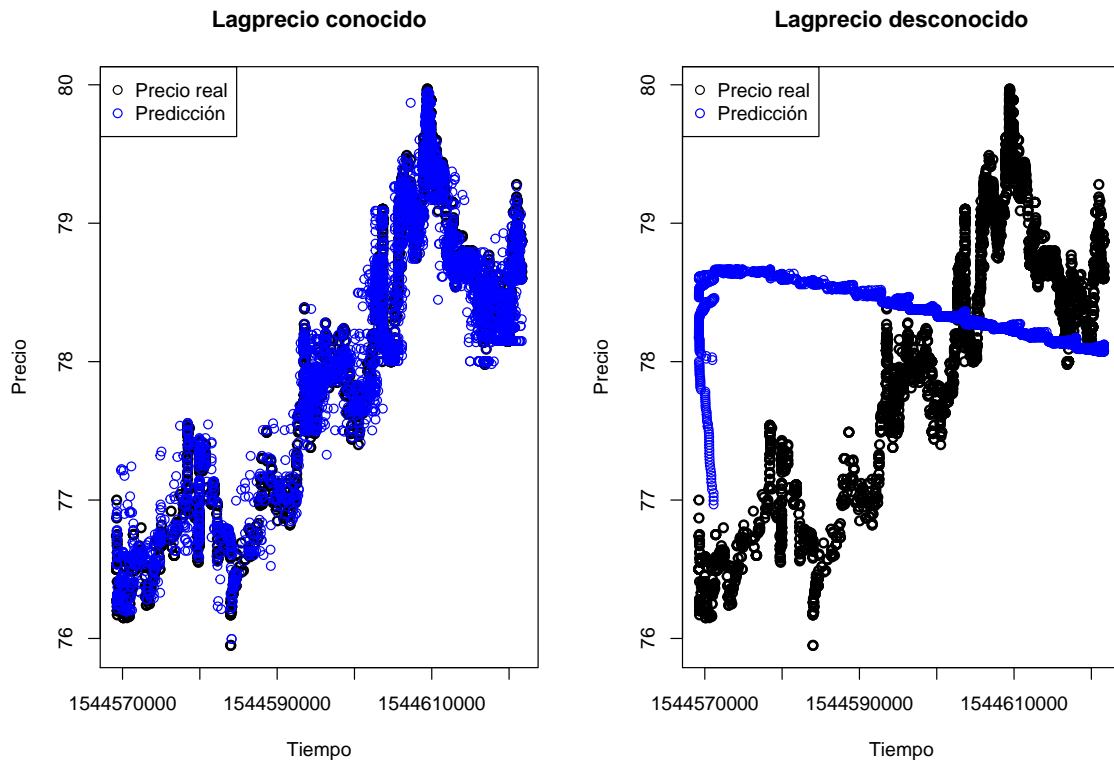 Lagprecio conocido
Precio real
Predicción
80
79
78
77
76
Precio
1544570000
1544590000
1544610000
Tiempo
Lagprecio desconocido
Precio real
Predicción
80
79
78
77
76
Precio
1544570000
1544590000
1544610000
Tiempo